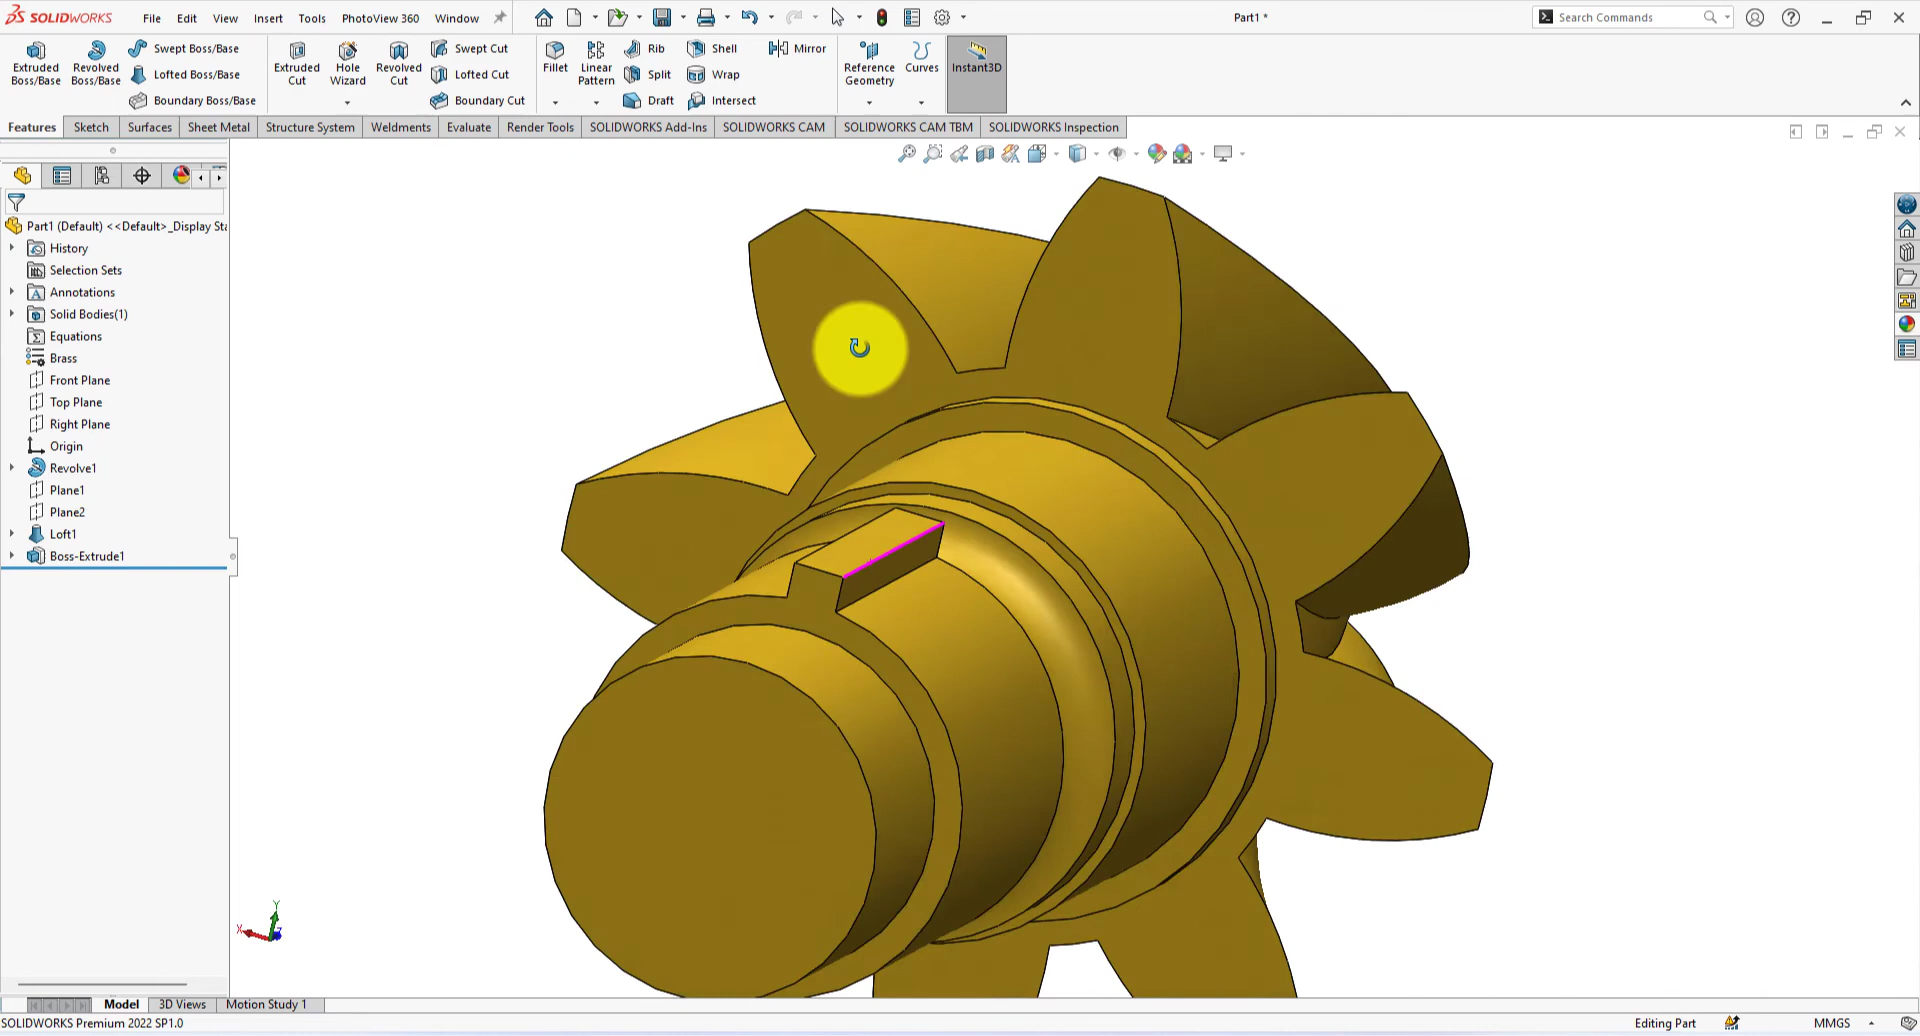 SOLIDWORKS
File Edit View Insert Tools PhotoView 360 Window
Part1 *
Search Commands
Extruded Boss/Base
Revolved Boss/Base
Swept Boss/Base
Lofted Boss/Base
Boundary Boss/Base
Extruded Cut
Hole Wizard
Revolved Cut
Swept Cut
Lofted Cut
Boundary Cut
Fillet
Linear Pattern
Rib
Split
Draft
Shell
Wrap
Intersect
Mirror
Reference Geometry
Curves
Instant3D
Features Sketch Surfaces Sheet Metal Structure System Weldments Evaluate Render Tools SOLIDWORKS Add-Ins SOLIDWORKS CAM SOLIDWORKS CAM TBM SOLIDWORKS Inspection
Part1 (Default) <<Default>_Display Sta
History
Selection Sets
Annotations
Solid Bodies(1)
Equations
Brass
Front Plane
Top Plane
Right Plane
Origin
Revolve1
Plane1
Plane2
Loft1
Boss-Extrude1
Y
X
Z
Model 3D Views Motion Study 1
SOLIDWORKS Premium 2022 SP1.0
Editing Part
MMGS